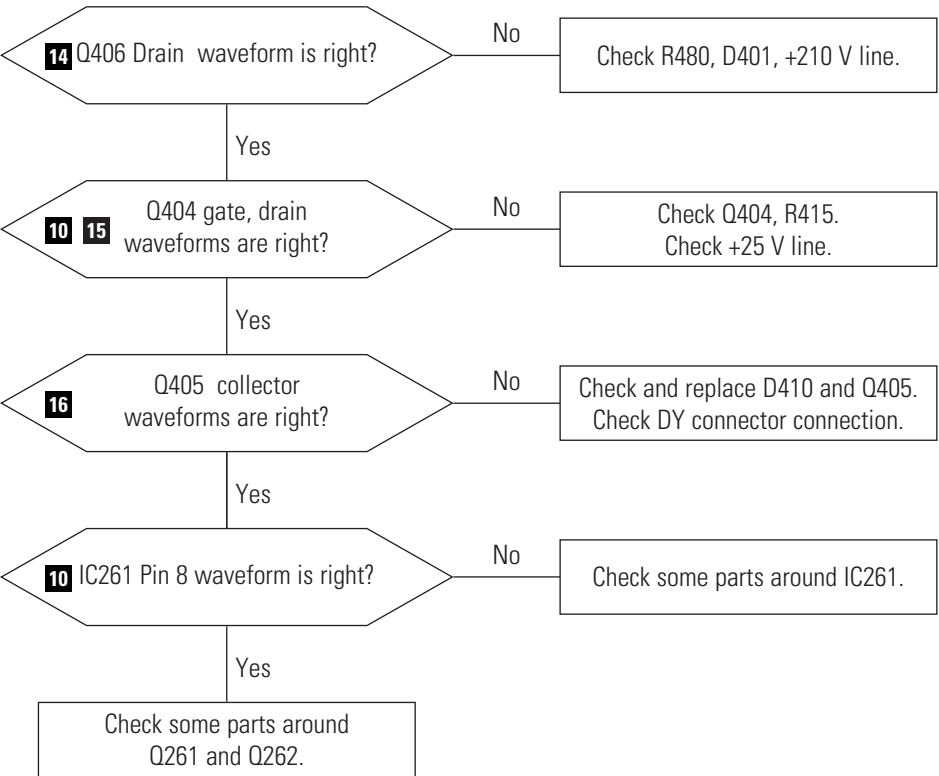 14 Q406 Drain waveform is right?
No
Check R480, D401, +210 V line.
Yes
10 15 Q404 gate, drain
waveforms are right?
No
Check Q404, R415.
Check +25 V line.
Yes
16 Q405 collector
waveforms are right?
No
Check and replace D410 and Q405.
Check DY connector connection.
Yes
10 IC261 Pin 8 waveform is right?
No
Check some parts around IC261.
Yes
Check some parts around
Q261 and Q262.